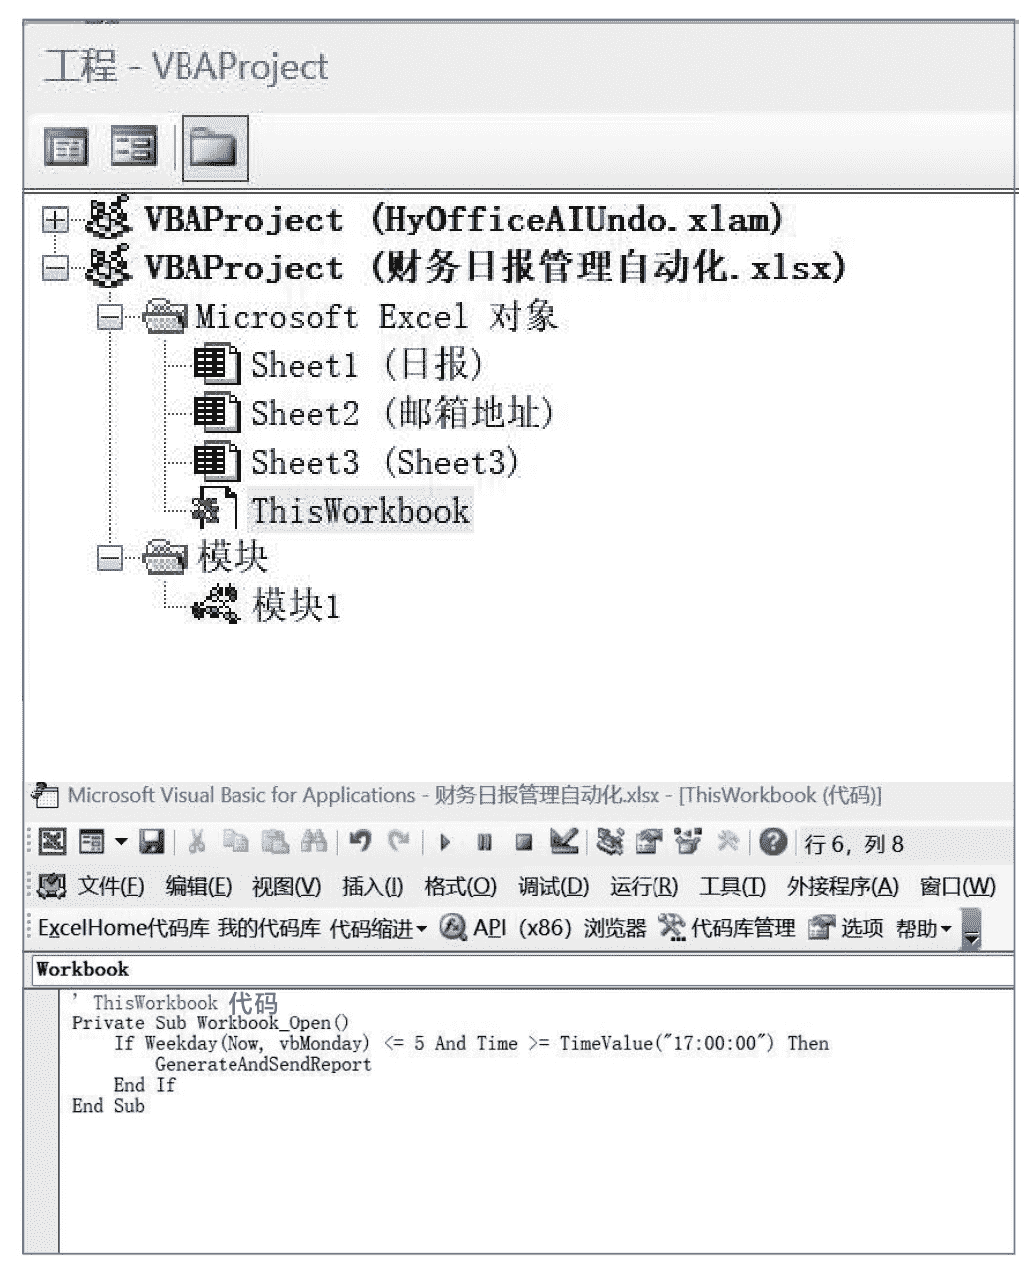 工程 - VBAProject
VBAProject (HyOfficeAIUndo.xlam)
VBAProject (财务日报管理自动化.xlsx)
Microsoft Excel 对象
Sheet1 (日报)
Sheet2 (邮箱地址)
Sheet3 (Sheet3)
ThisWorkbook
模块
模块1
Microsoft Visual Basic for Applications - 财务日报管理自动化.xlsx - [ThisWorkbook (代码)]
行 6, 列 8
文件(F) 编辑(E) 视图(V) 插入(I) 格式(O) 调试(D) 运行(R) 工具(T) 外接程序(A) 窗口(W)
ExcelHome代码库 我的代码库 代码缩进 API (x86) 浏览器 代码库管理 选项 帮助
Workbook
' ThisWorkbook 代码
Private Sub Workbook_Open()
If Weekday(Now, vbMonday) <= 5 And Time >= TimeValue("17:00:00") Then
GenerateAndSendReport
End If
End Sub